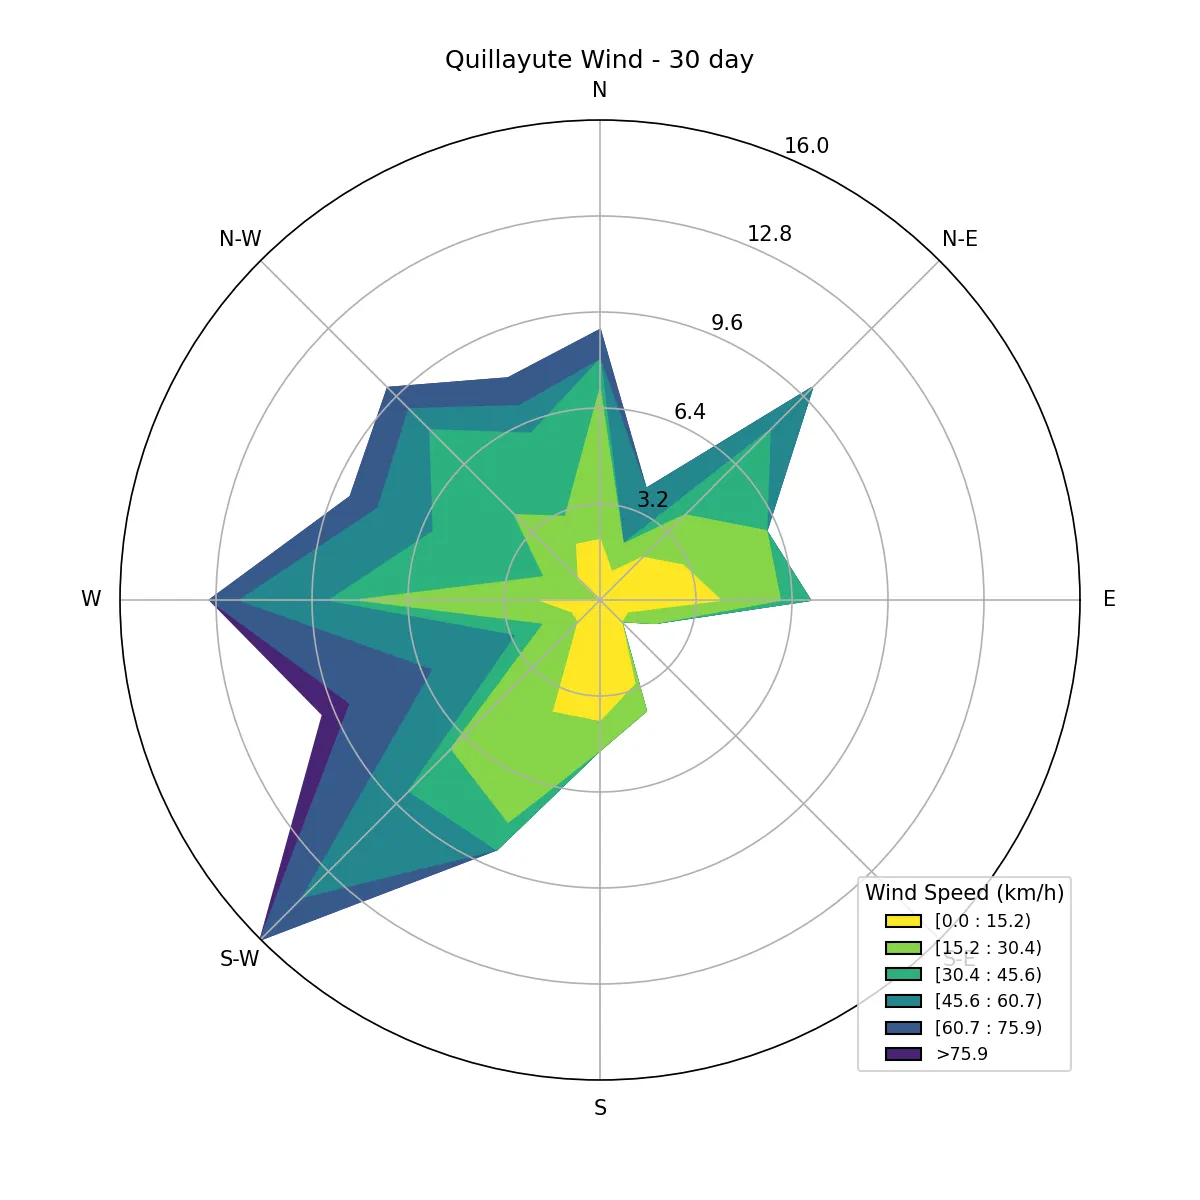 Quillayute Wind - 30 day
N
16.0
12.8
N-W
N-E
9.6
6.4
3.2
W
E
S-W
S-E
Wind Speed (km/h)
[0.0 : 15.2)
[15.2 : 30.4)
[30.4 : 45.6)
[45.6 : 60.7)
[60.7 : 75.9)
>75.9
S